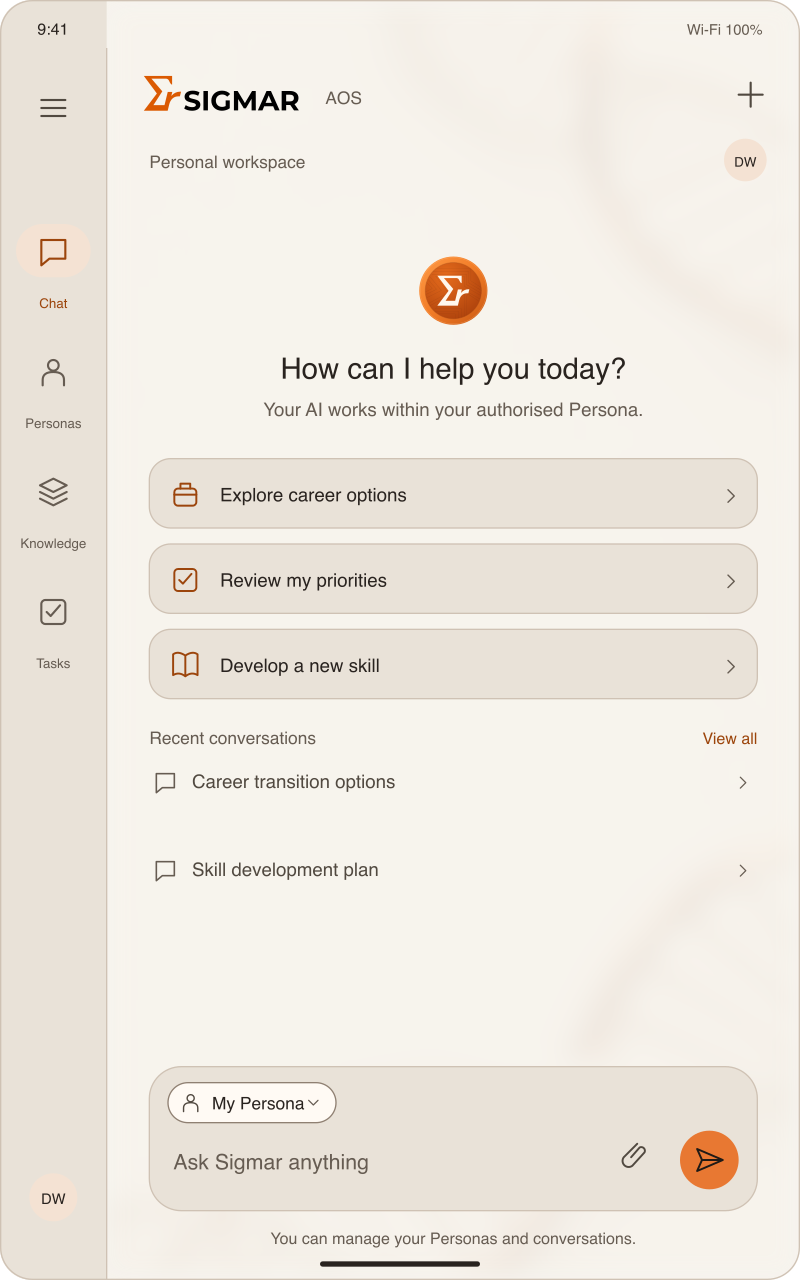 9:41
Wi-Fi 100%
Σr SIGMAR AOS
Personal workspace
DW
Chat
Personas
Knowledge
Tasks
DW
Σr
How can I help you today?
Your AI works within your authorised Persona.
Explore career options
Review my priorities
Develop a new skill
Recent conversations
View all
Career transition options
Skill development plan
My Persona
Ask Sigmar anything
You can manage your Personas and conversations.